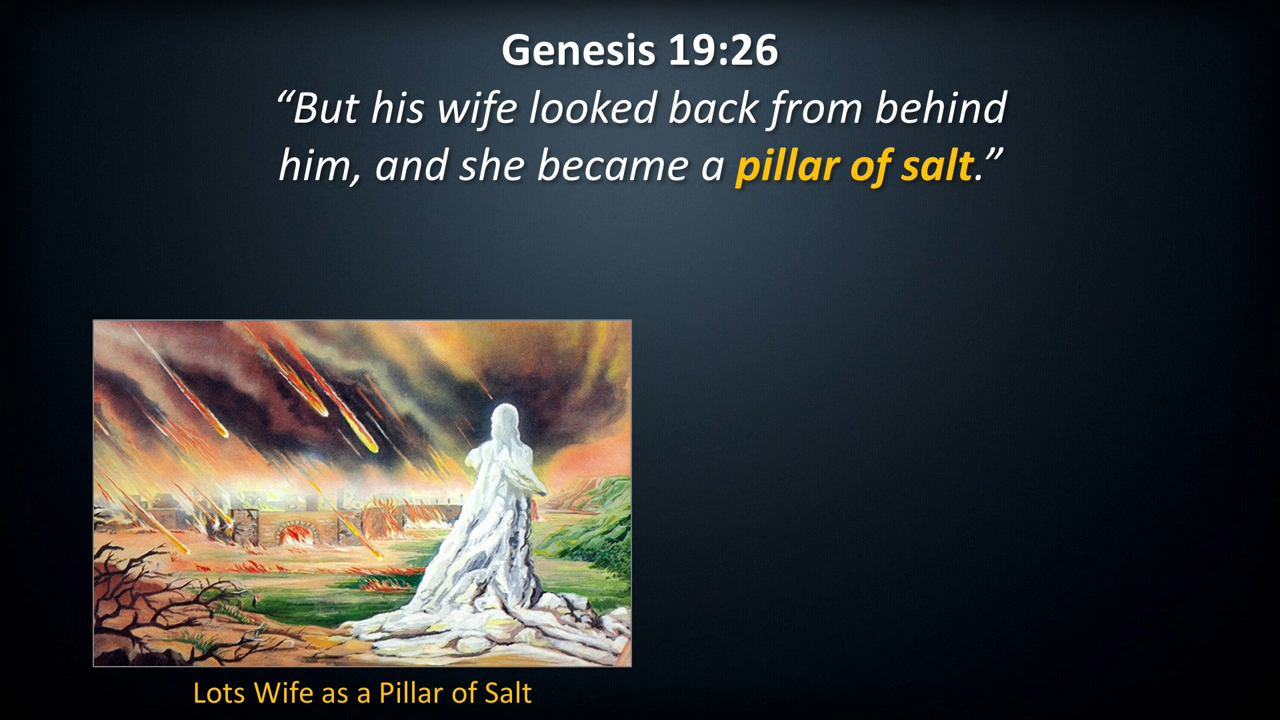 Genesis 19:26
“But his wife looked back from behind
him, and she became a pillar of salt.”
Lots Wife as a Pillar of Salt